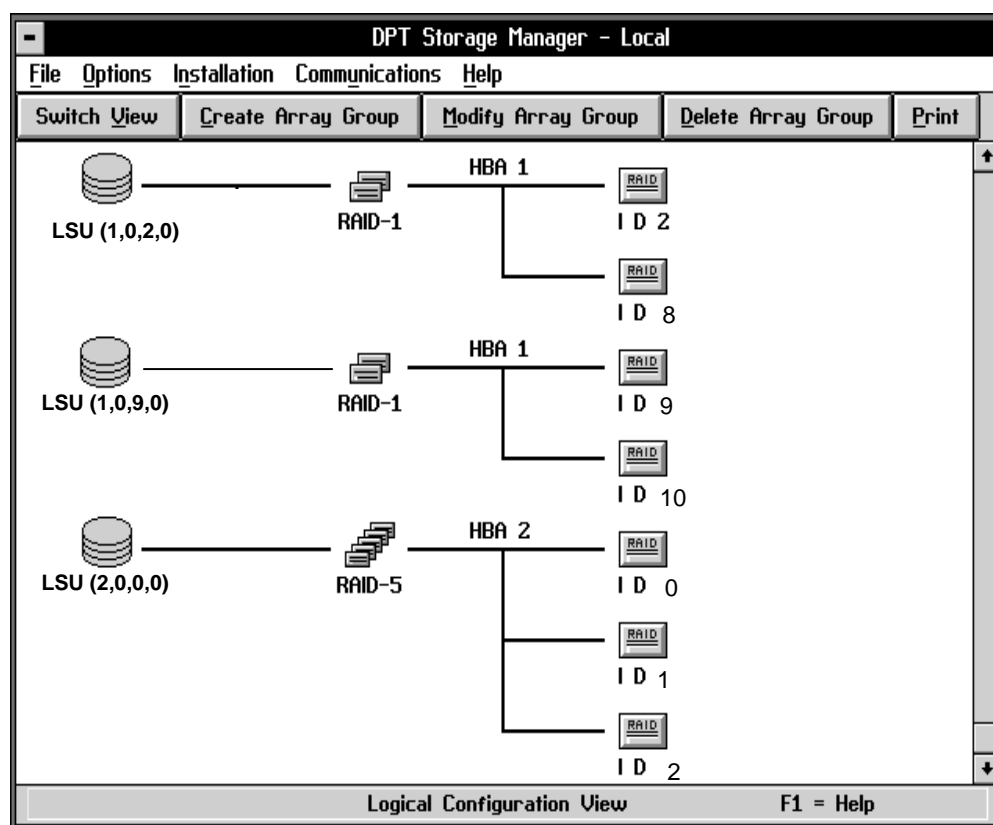 DPT Storage Manager - Local
File Options Installation Communications Help
Switch View Create Array Group Modify Array Group Delete Array Group Print
HBA 1
RAID
LSU (1,0,2,0) RAID-1 I D 2
RAID
I D 8
HBA 1
RAID
LSU (1,0,9,0) RAID-1 I D 9
RAID
I D 10
HBA 2
RAID
LSU (2,0,0,0) RAID-5 I D 0
RAID
I D 1
RAID
I D 2
Logical Configuration View F1 = Help